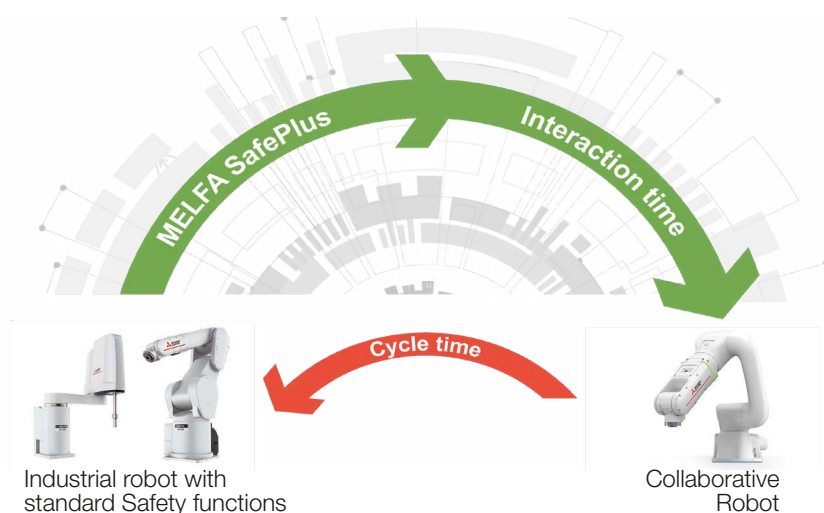 MELFA SafePlus
Interaction time
Cycle time
Industrial robot with
standard Safety functions
Collaborative
Robot